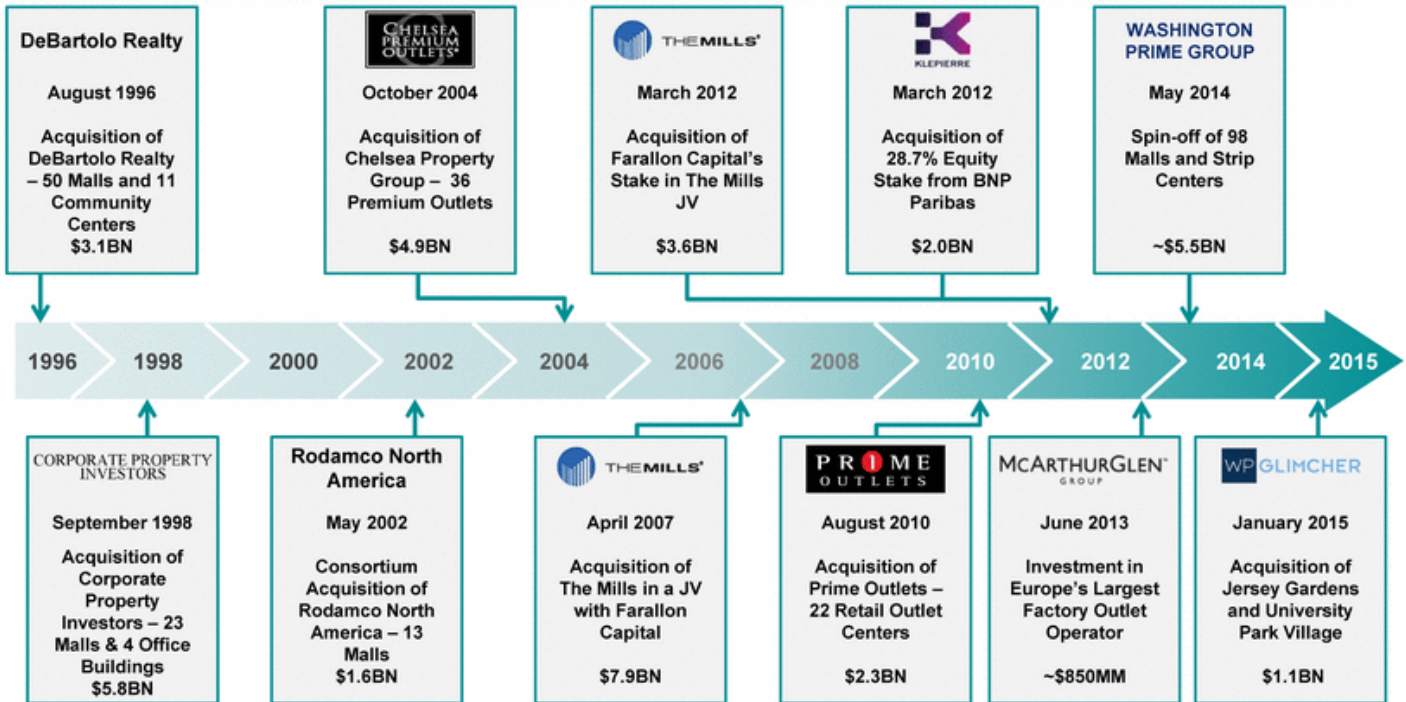 DeBartolo Realty
August 1996
Acquisition of
DeBartolo Realty
– 50 Malls and 11
Community
Centers
$3.1BN
CHELSEA
PREMIUM
OUTLETS®
October 2004
Acquisition of
Chelsea Property
Group – 36
Premium Outlets
$4.9BN
THEMILLS®
March 2012
Acquisition of
Farallon Capital's
Stake in The Mills
JV
$3.6BN
KLEPIERRE
March 2012
Acquisition of
28.7% Equity
Stake from BNP
Paribas
$2.0BN
WASHINGTON
PRIME GROUP
May 2014
Spin-off of 98
Malls and Strip
Centers
~$5.5BN
1996 1998 2000 2002 2004 2006 2008 2010 2012 2014 2015
CORPORATE PROPERTY
INVESTORS
September 1998
Acquisition of
Corporate
Property
Investors – 23
Malls & 4 Office
Buildings
$5.8BN
Rodamco North
America
May 2002
Consortium
Acquisition of
Rodamco North
America – 13
Malls
$1.6BN
THEMILLS®
April 2007
Acquisition of
The Mills in a JV
with Farallon
Capital
$7.9BN
PR1ME
OUTLETS
August 2010
Acquisition of
Prime Outlets –
22 Retail Outlet
Centers
$2.3BN
MCARTHURGLEN™
GROUP
June 2013
Investment in
Europe's Largest
Factory Outlet
Operator
~$850MM
WP GLIMCHER
January 2015
Acquisition of
Jersey Gardens
and University
Park Village
$1.1BN